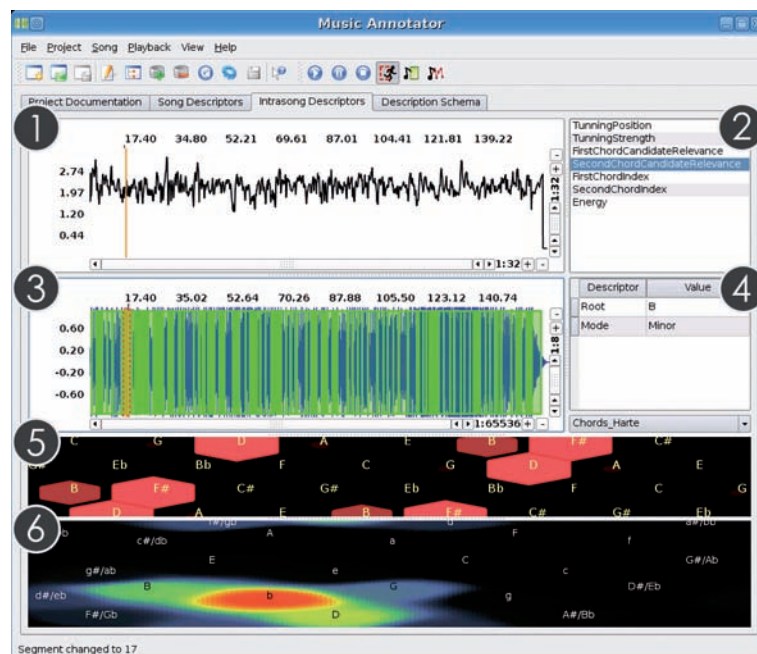 Music Annotator
File Project Song Playback View Help
Project Documentation Song Descriptors Intrasong Descriptors Description Schema
1
17.40 34.80 52.21 69.61 87.01 104.41 121.81 139.22
2.74
1.97
1.20
0.44
1:32
1:32
2
TunningPosition
TunningStrength
FirstChordCandidateRelevance
SecondChordCandidateRelevance
FirstChordIndex
SecondChordIndex
Energy
3
17.40 35.02 52.64 70.26 87.88 105.50 123.12 140.74
0.60
0.20
-0.20
-0.60
1:8
1:65536
4
Descriptor Value
Root B
Mode Minor
Chords_Harte
5
C G D A E B F# C#
G# Eb Bb F C G D A E
B F# C# G# Eb Bb F C G
D A E B F# C# G# Eb
6
f#/gb A d F a#/bb
b c#/db a f
E C G#/Ab
g#/ab e c
B G D#/Eb
d#/eb b g
F#/Gb D A#/Bb
Segment changed to 17